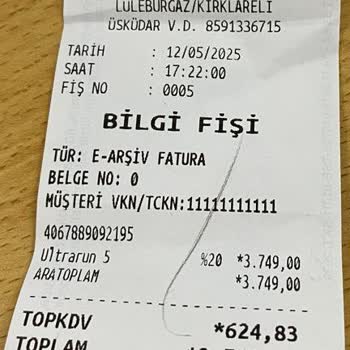 LÜLEBURGAZ/KIRKLARELİ
ÜSKÜDAR V.D. 8591336715
TARİH : 12/05/2025
SAAT : 17:22:00
FİŞ NO : 0005
BİLGİ FİŞİ
TÜR: E-ARŞİV FATURA
BELGE NO: 0
MÜŞTERİ VKN/TCKN:11111111111
4067889092195
Ultrarun 5 %20 *3.749,00
ARATOPLAM *3.749,00
TOPKDV *624,83
TOPLAM